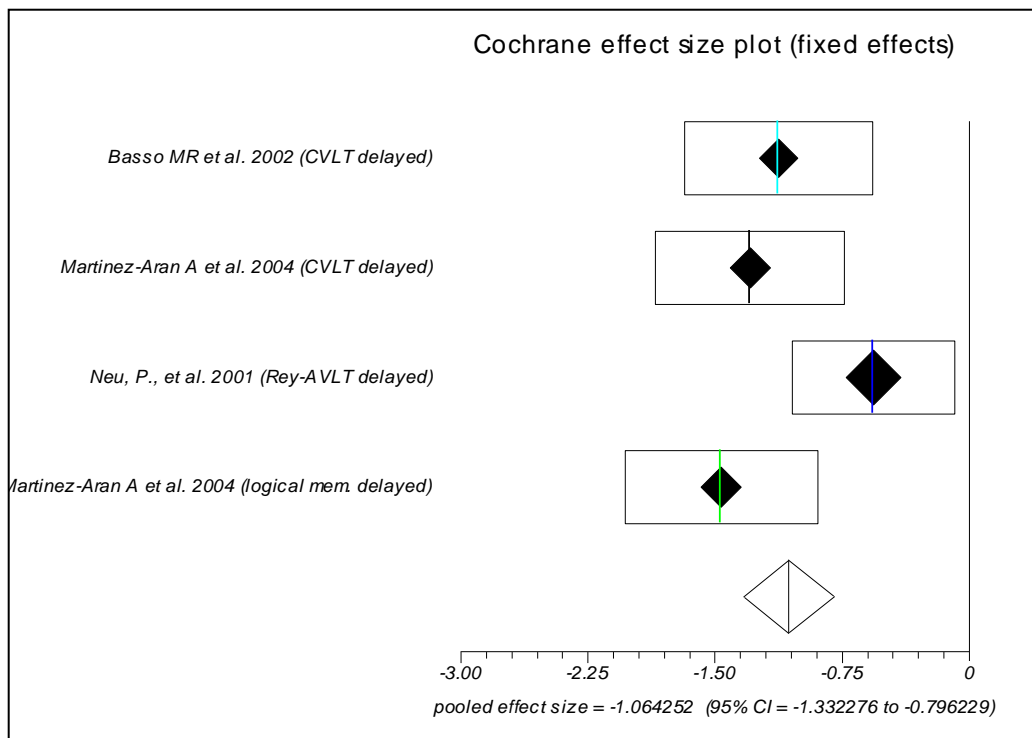 Cochrane effect size plot (fixed effects)
Basso MR et al. 2002 (CVLT delayed)
Martinez-Aran A et al. 2004 (CVLT delayed)
Neu, P., et al. 2001 (Rey-AVLT delayed)
Martinez-Aran A et al. 2004 (logical mem. delayed)
-3.00 -2.25 -1.50 -0.75 0
pooled effect size = -1.064252 (95% CI = -1.332276 to -0.796229)